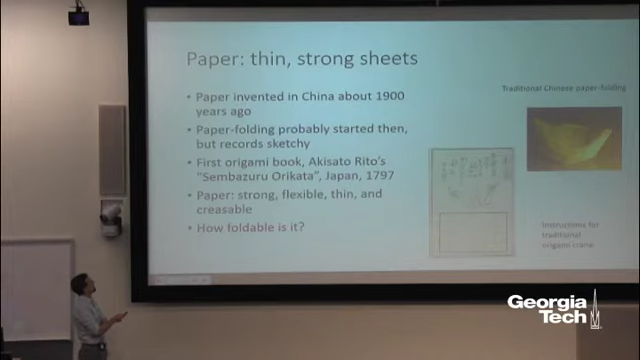 Paper: thin, strong sheets
• Paper invented in China about 1900
years ago
• Paper-folding probably started then,
but records sketchy
• First origami book, Akisato Rito's
"Sembazuru Orikata", Japan, 1797
• Paper: strong, flexible, thin, and
creasable
• How foldable is it?
Traditional Chinese paper-folding
Instructions for
traditional
origami crane
Georgia
Tech